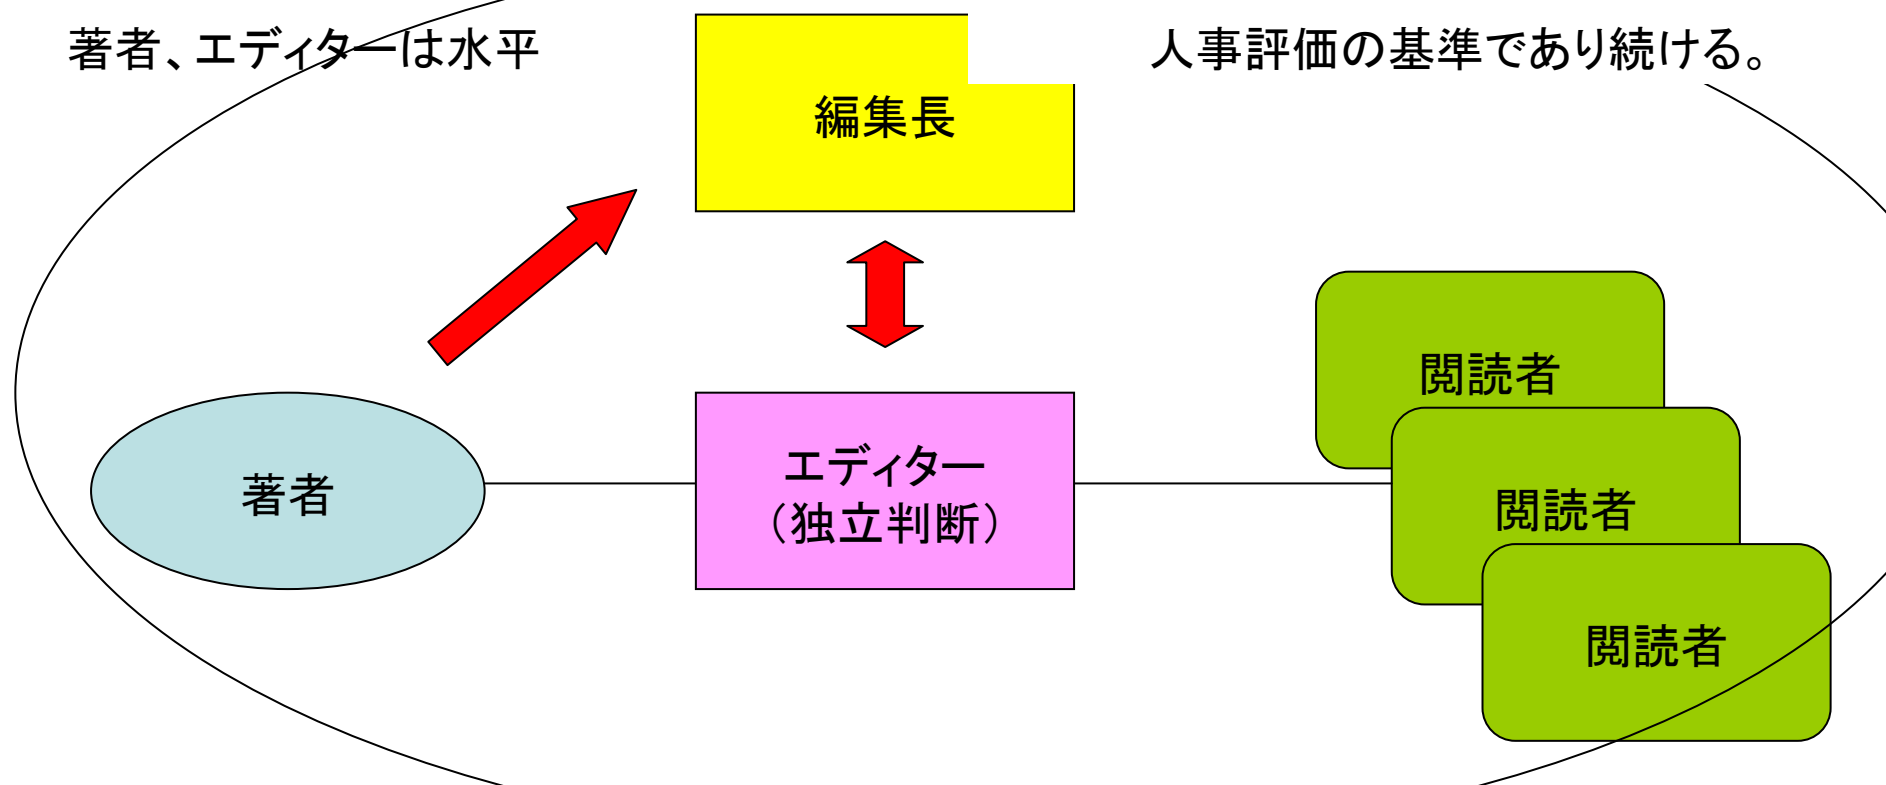 著者、エディターは水平
人事評価の基準であり続ける。
編集長
閲読者
エディター
（独立判断）
著者
閲読者
閲読者